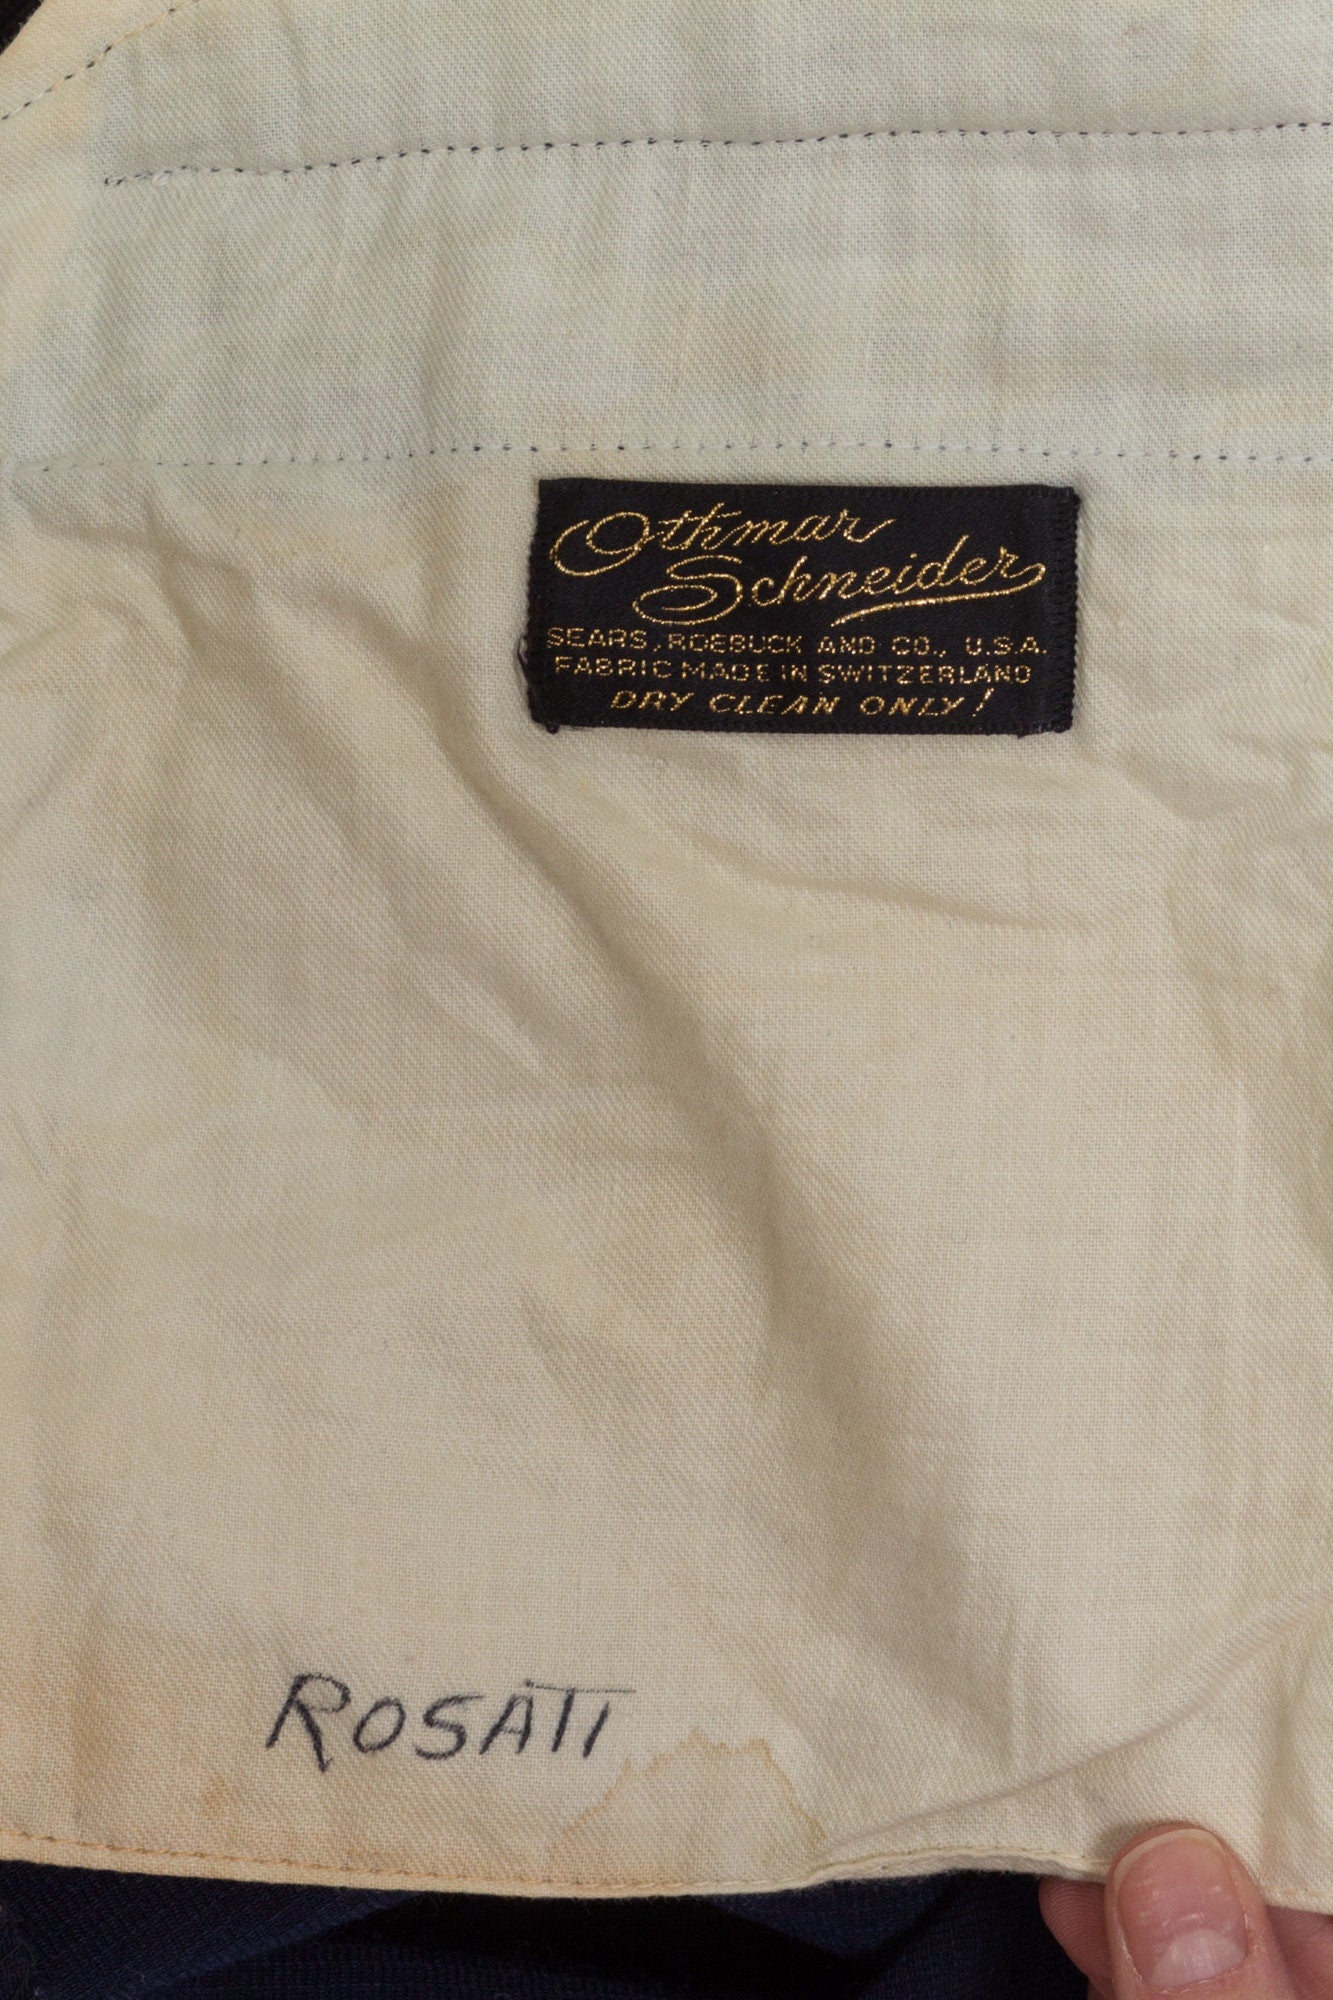 Othmar
Schneider
SEARS, ROEBUCK AND CO., U.S.A.
FABRIC MADE IN SWITZERLAND
DRY CLEAN ONLY!
ROSATI